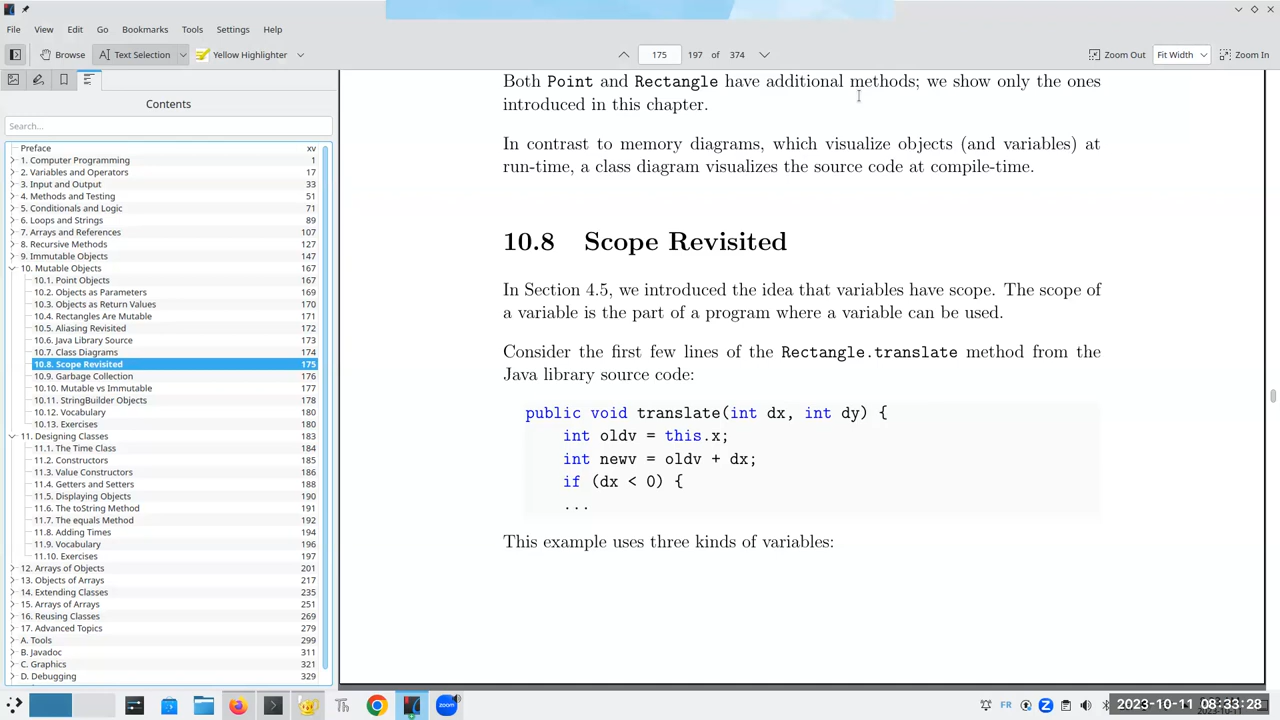 File View Edit Go Bookmarks Tools Settings Help
Browse Text Selection Yellow Highlighter 175 197 of 374 Zoom Out Fit Width Zoom In
Contents
Search...
Preface xv
1. Computer Programming 1
2. Variables and Operators 17
3. Input and Output 33
4. Methods and Testing 51
5. Conditionals and Logic 71
6. Loops and Strings 89
7. Arrays and References 107
8. Recursive Methods 127
9. Immutable Objects 147
10. Mutable Objects 167
10.1. Point Objects 167
10.2. Objects as Parameters 169
10.3. Objects as Return Values 170
10.4. Rectangles Are Mutable 171
10.5. Aliasing Revisited 172
10.6. Java Library Source 173
10.7. Class Diagrams 174
10.8. Scope Revisited 175
10.9. Garbage Collection 176
10.10. Mutable vs Immutable 177
10.11. StringBuilder Objects 178
10.12. Vocabulary 180
10.13. Exercises 180
11. Designing Classes 183
11.1. The Time Class 184
11.2. Constructors 185
11.3. Value Constructors 186
11.4. Getters and Setters 188
11.5. Displaying Objects 190
11.6. The toString Method 191
11.7. The equals Method 192
11.8. Adding Times 194
11.9. Vocabulary 196
11.10. Exercises 197
12. Arrays of Objects 201
13. Objects of Arrays 217
14. Extending Classes 235
15. Arrays of Arrays 251
16. Reusing Classes 269
17. Advanced Topics 279
A. Tools 299
B. Javadoc 311
C. Graphics 321
D. Debugging 329
Both Point and Rectangle have additional methods; we show only the ones
introduced in this chapter.
In contrast to memory diagrams, which visualize objects (and variables) at
run-time, a class diagram visualizes the source code at compile-time.
10.8 Scope Revisited
In Section 4.5, we introduced the idea that variables have scope. The scope of
a variable is the part of a program where a variable can be used.
Consider the first few lines of the Rectangle.translate method from the
Java library source code:
public void translate(int dx, int dy) {
int oldv = this.x;
int newv = oldv + dx;
if (dx < 0) {
...
This example uses three kinds of variables:
zoom FR 2023-10-11 08:33:28